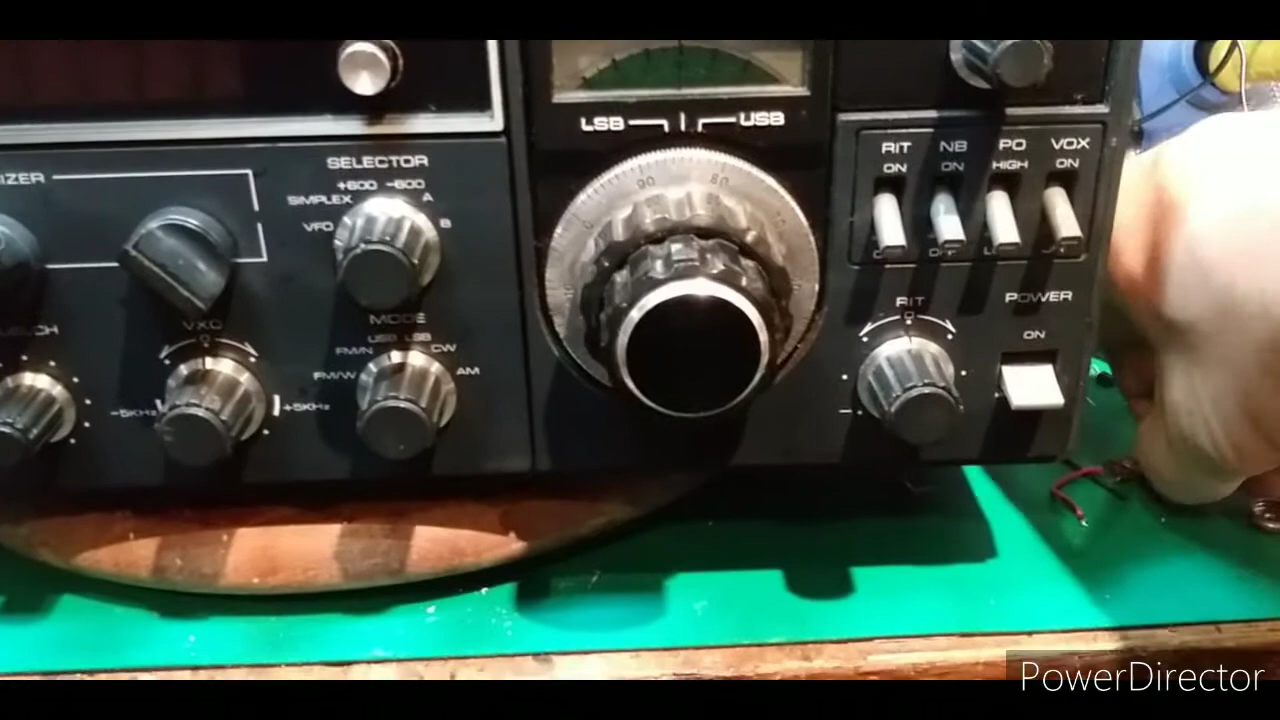 LSB USB
SELECTOR
+600 -600
SIMPLEX A
VFO B
IZER
RIT NB PO VOX
ON ON HIGH ON
RIT POWER
ON
VXO
-5KHz +5KHz
MODE
USB LSB
FM/N CW
FM/W AM
90 80
PowerDirector